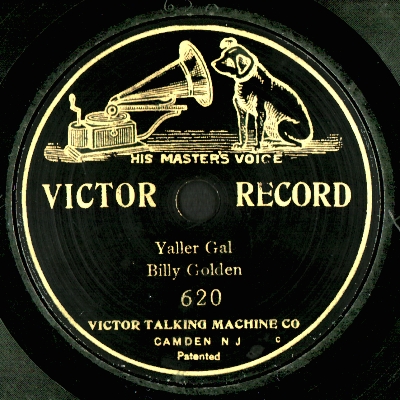 HIS MASTER'S VOICE
VICTOR RECORD
Yaller Gal
Billy Golden
620
VICTOR TALKING MACHINE CO
CAMDEN N J C
Patented